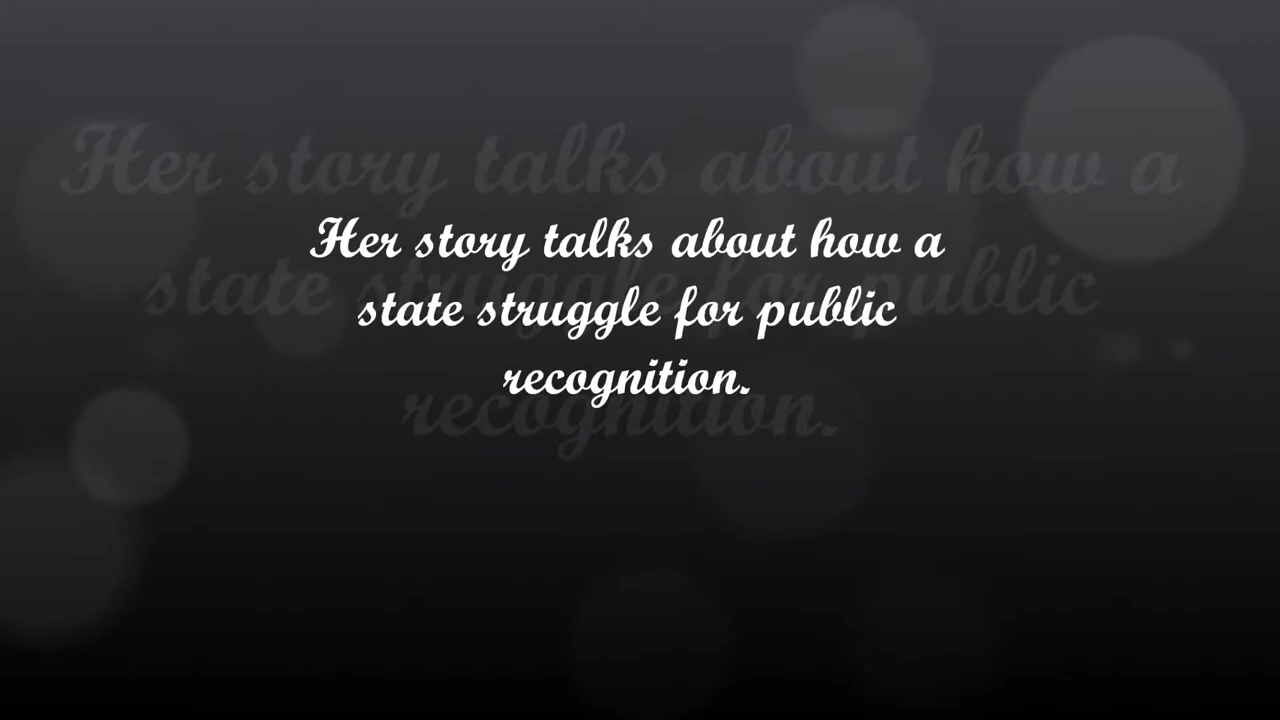 Her story talks about how a
state struggle for public
recognition.